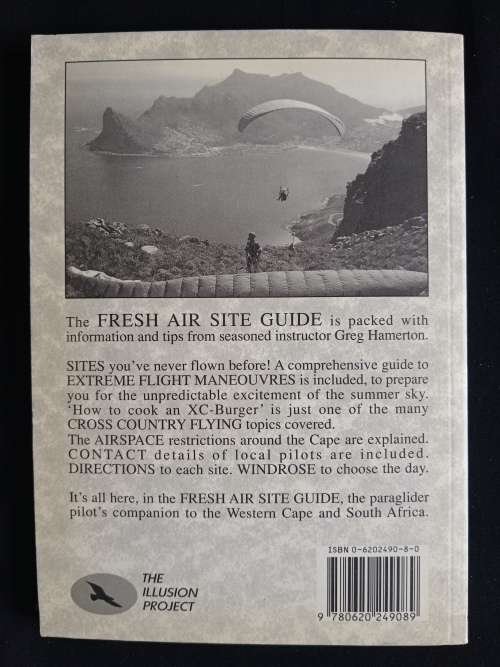 The FRESH AIR SITE GUIDE is packed with
information and tips from seasoned instructor Greg Hamerton.
SITES you've never flown before! A comprehensive guide to
EXTREME FLIGHT MANEOUVRES is included, to prepare
you for the unpredictable excitement of the summer sky.
'How to cook an XC-Burger' is just one of the many
CROSS COUNTRY FLYING topics covered.
The AIRSPACE restrictions around the Cape are explained.
CONTACT details of local pilots are included.
DIRECTIONS to each site. WINDROSE to choose the day.
It's all here, in the FRESH AIR SITE GUIDE, the paraglider
pilot's companion to the Western Cape and South Africa.
ISBN 0-6202490-8-0
THE
ILLUSION
PROJECT
9 780620 249089